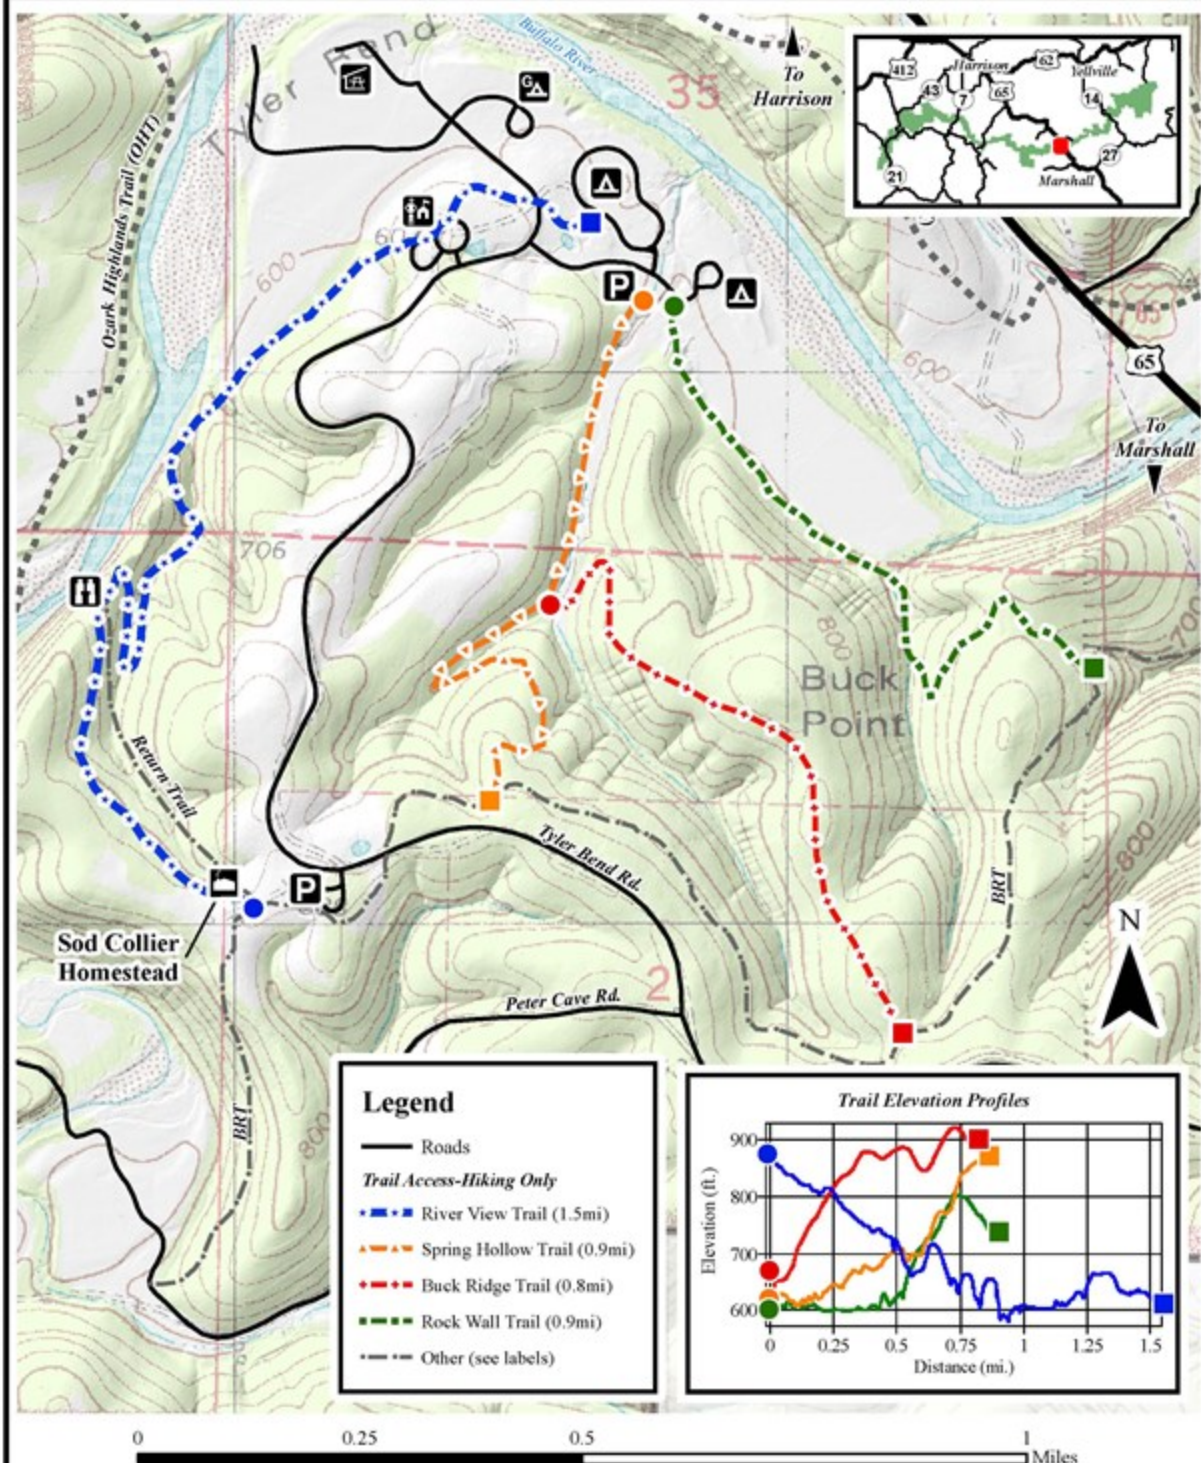 Tyler Bend
Buffalo River
35
To
Harrison
412
Harrison
62
Yellville
43
7
65
14
27
21
Marshall
Ozark Highlands Trail (OHT)
G
600
P
600
65
To
Marshall
706
800
Buck
Point
Return Trail
Tyler Bend Rd.
800
BRT
P
Sod Collier
Homestead
N
Peter Cave Rd.
2
BRT
800
Legend
Roads
Trail Access-Hiking Only
River View Trail (1.5mi)
Spring Hollow Trail (0.9mi)
Buck Ridge Trail (0.8mi)
Rock Wall Trail (0.9mi)
Other (see labels)
Trail Elevation Profiles
Elevation (ft.)
900
800
700
600
0 0.25 0.5 0.75 1 1.25 1.5
Distance (mi.)
0 0.25 0.5 1
Miles